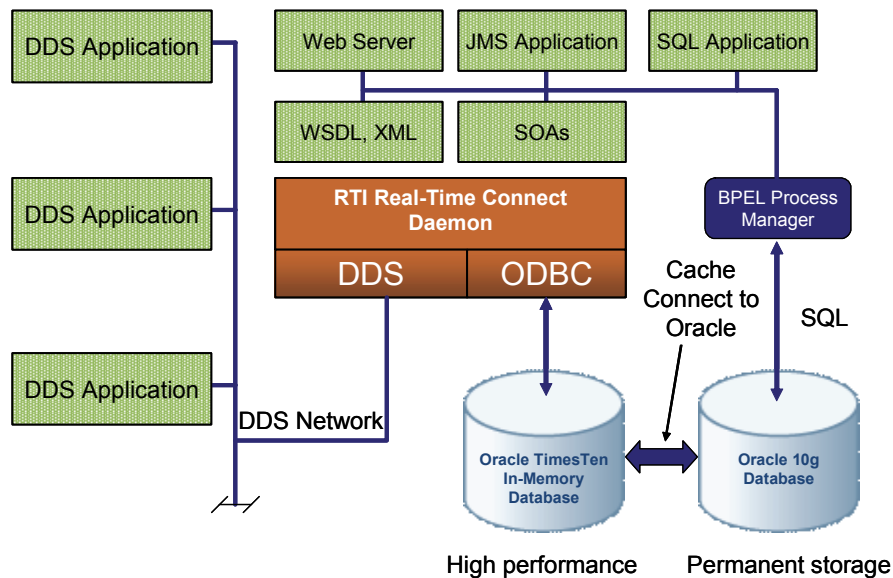 DDS Application
Web Server
JMS Application
SQL Application
WSDL, XML
SOAs
DDS Application
RTI Real-Time Connect
Daemon
BPEL Process
Manager
DDS
ODBC
Cache
Connect to
Oracle
SQL
DDS Application
DDS Network
Oracle TimesTen
In-Memory
Database
Oracle 10g
Database
High performance
Permanent storage